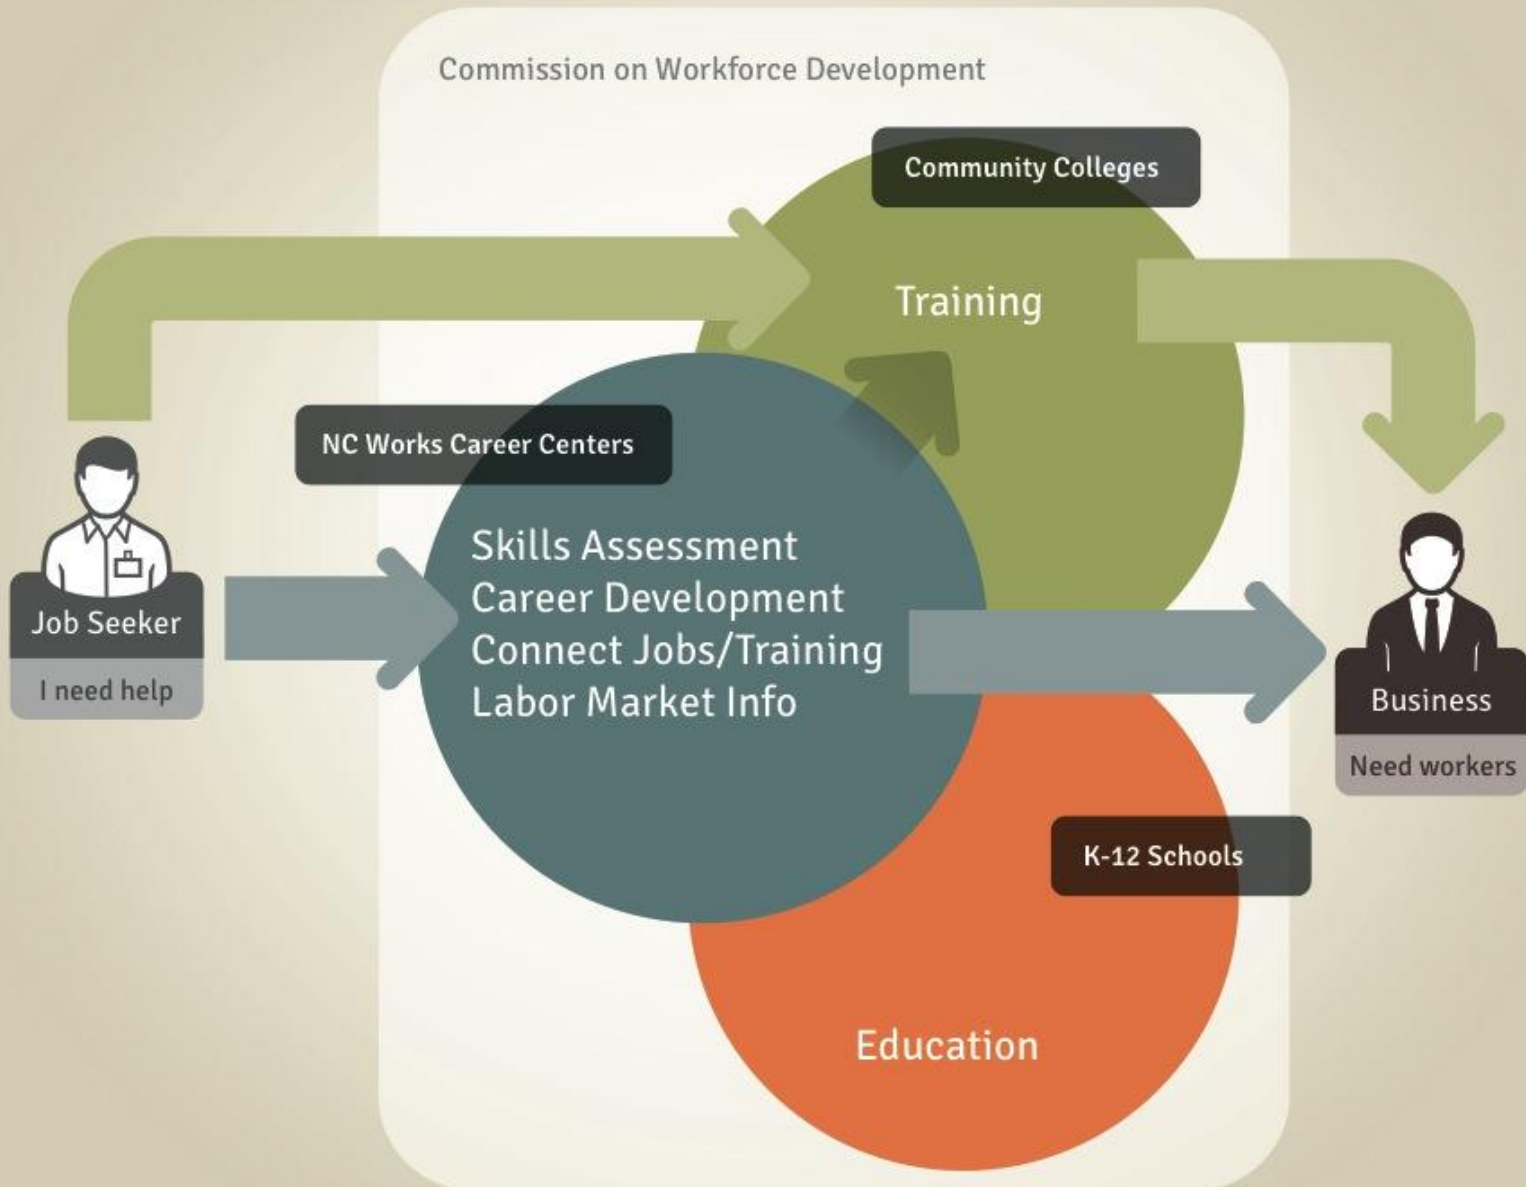 Commission on Workforce Development
Community Colleges
Training
NC Works Career Centers
Skills Assessment
Career Development
Connect Jobs/Training
Labor Market Info
Job Seeker
I need help
Business
Need workers
K-12 Schools
Education